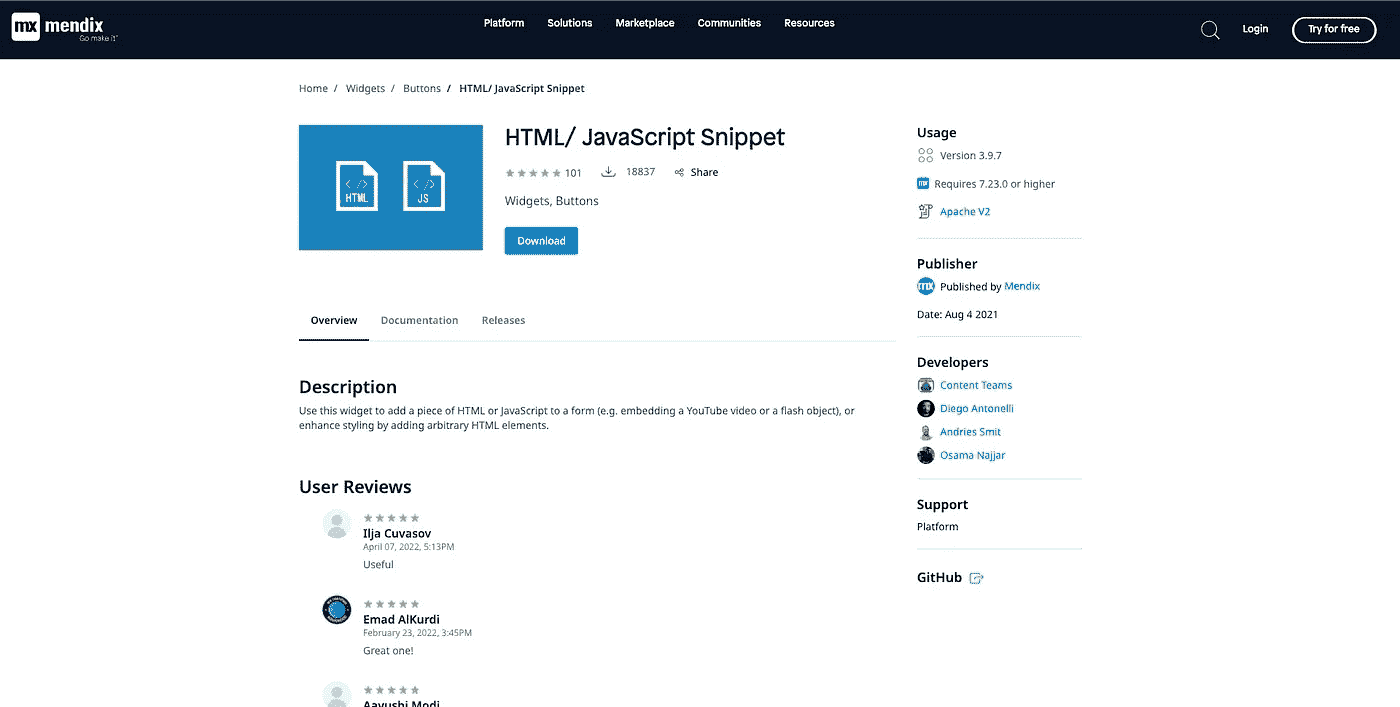 mx mendix
Go make it
Platform Solutions Marketplace Communities Resources
Login
Try for free
Home / Widgets / Buttons / HTML/ JavaScript Snippet
</>
HTML
</>
JS
HTML/ JavaScript Snippet
101 18837 Share
Widgets, Buttons
Download
Overview Documentation Releases
Description
Use this widget to add a piece of HTML or JavaScript to a form (e.g. embedding a YouTube video or a flash object), or
enhance styling by adding arbitrary HTML elements.
User Reviews
Ilja Cuvasov
April 07, 2022, 5:13PM
Useful
Emad AlKurdi
February 23, 2022, 3:45PM
Great one!
Aayushi Modi
Usage
Version 3.9.7
mx Requires 7.23.0 or higher
Apache V2
Publisher
mx Published by Mendix
Date: Aug 4 2021
Developers
Content Teams
Diego Antonelli
Andries Smit
Osama Najjar
Support
Platform
GitHub